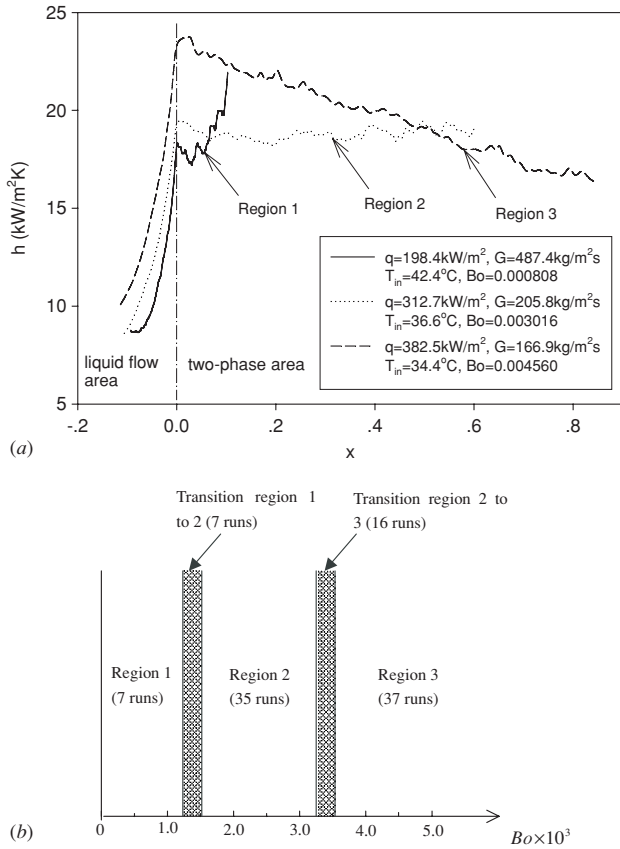 (a)
h (kW/m²K)
25
20
15
10
5
-.2
0.0
.2
.4
.6
.8
x
Region 1
Region 2
Region 3
q=198.4kW/m², G=487.4kg/m²s
T_in=42.4°C, Bo=0.000808
q=312.7kW/m², G=205.8kg/m²s
T_in=36.6°C, Bo=0.003016
q=382.5kW/m², G=166.9kg/m²s
T_in=34.4°C, Bo=0.004560
liquid flow
area
two-phase area
(b)
Transition region 1
to 2 (7 runs)
Transition region 2 to
3 (16 runs)
Region 1
(7 runs)
Region 2
(35 runs)
Region 3
(37 runs)
0
1.0
2.0
3.0
4.0
5.0
Bo×10³